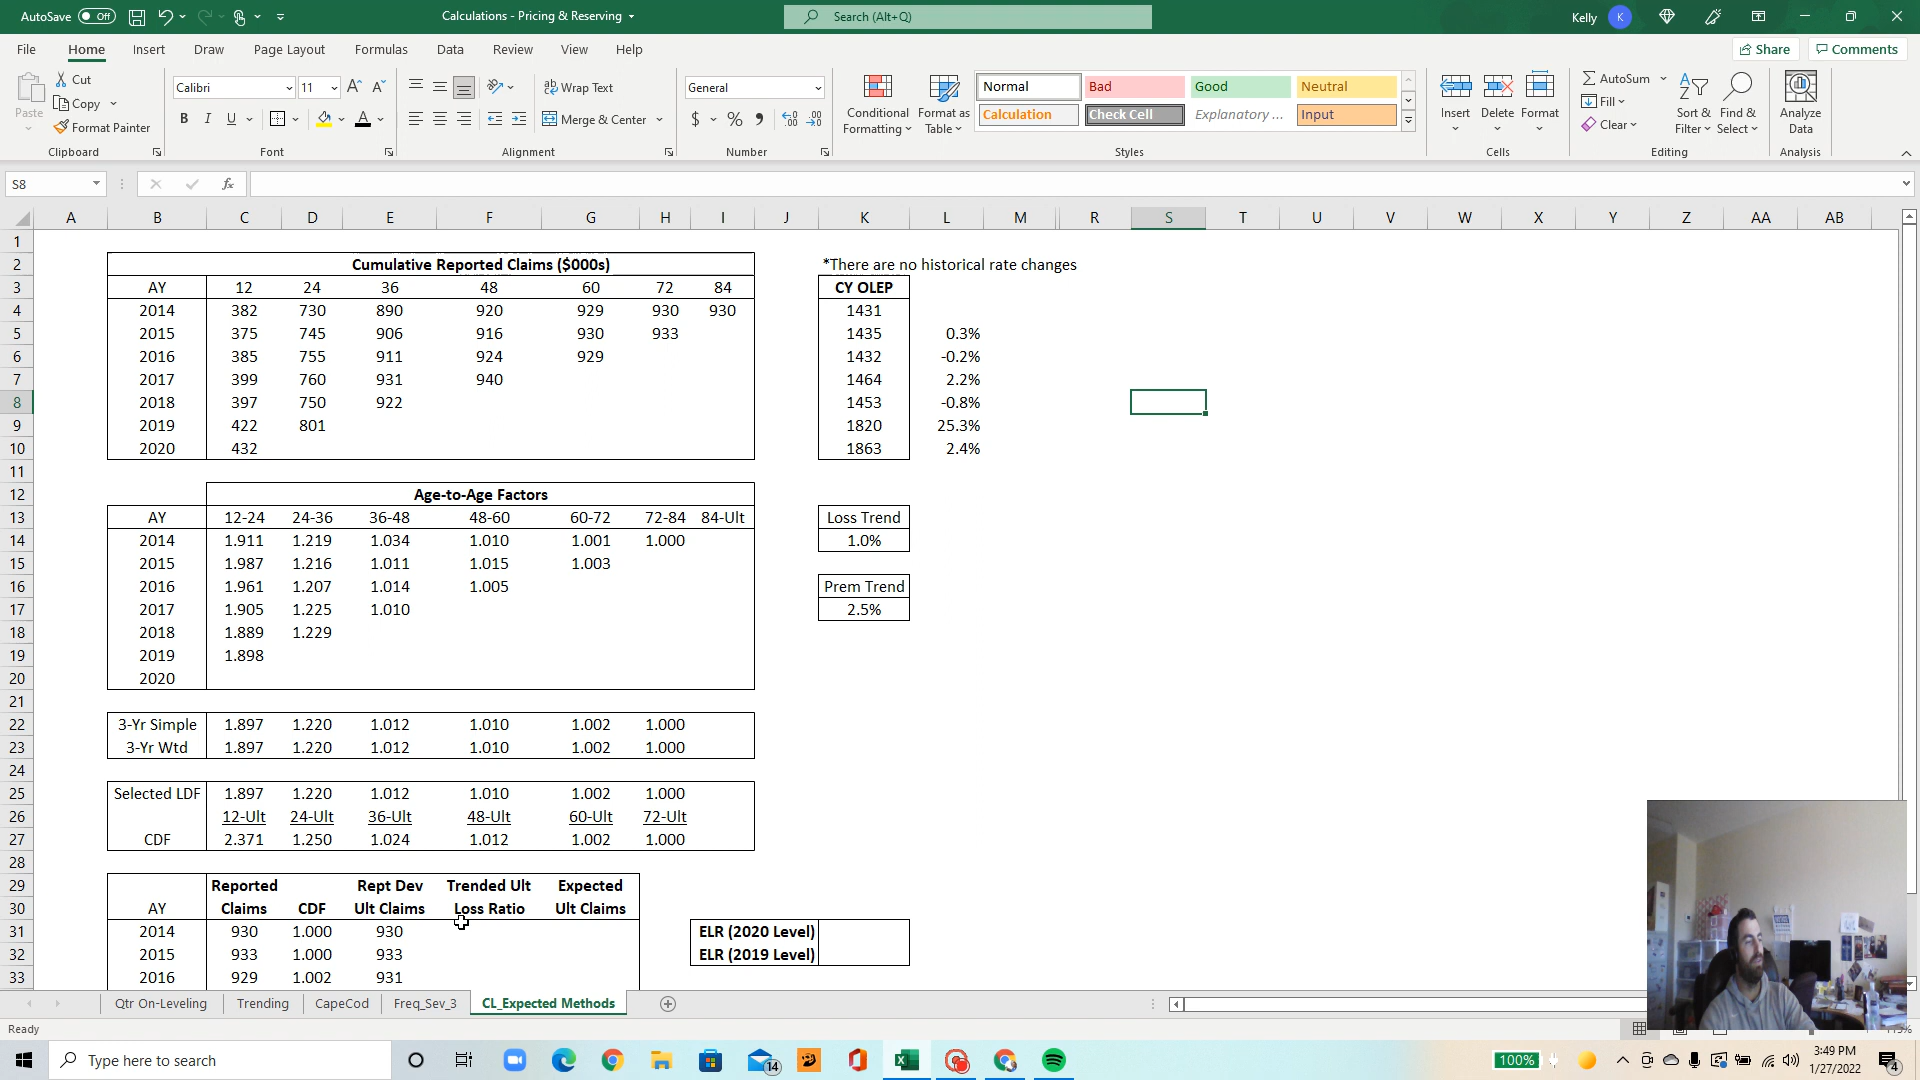 AutoSave Off Calculations - Pricing & Reserving Search (Alt+Q) Kelly K
File Home Insert Draw Page Layout Formulas Data Review View Help Share Comments
Paste Cut Copy Format Painter Clipboard
Calibri 11 B I U Font
Wrap Text Merge & Center Alignment
General $ % Number
Conditional Formatting Format as Table
Normal Bad Good Neutral
Calculation Check Cell Explanatory ... Input
Styles
Insert Delete Format Cells
AutoSum Fill Clear Sort & Filter Find & Select Editing
Analyze Data Analysis
S8 fx
A B C D E F G H I J K L M R S T U V W X Y Z AA AB
1
2 Cumulative Reported Claims ($000s) *There are no historical rate changes
3 AY 12 24 36 48 60 72 84 CY OLEP
4 2014 382 730 890 920 929 930 930 1431
5 2015 375 745 906 916 930 933 1435 0.3%
6 2016 385 755 911 924 929 1432 -0.2%
7 2017 399 760 931 940 1464 2.2%
8 2018 397 750 922 1453 -0.8%
9 2019 422 801 1820 25.3%
10 2020 432 1863 2.4%
11
12 Age-to-Age Factors
13 AY 12-24 24-36 36-48 48-60 60-72 72-84 84-Ult Loss Trend
14 2014 1.911 1.219 1.034 1.010 1.001 1.000 1.0%
15 2015 1.987 1.216 1.011 1.015 1.003
16 2016 1.961 1.207 1.014 1.005 Prem Trend
17 2017 1.905 1.225 1.010 2.5%
18 2018 1.889 1.229
19 2019 1.898
20 2020
21
22 3-Yr Simple 1.897 1.220 1.012 1.010 1.002 1.000
23 3-Yr Wtd 1.897 1.220 1.012 1.010 1.002 1.000
24
25 Selected LDF 1.897 1.220 1.012 1.010 1.002 1.000
26 12-Ult 24-Ult 36-Ult 48-Ult 60-Ult 72-Ult
27 CDF 2.371 1.250 1.024 1.012 1.002 1.000
28
29 Reported Rept Dev Trended Ult Expected
30 AY Claims CDF Ult Claims Loss Ratio Ult Claims
31 2014 930 1.000 930 ELR (2020 Level)
32 2015 933 1.000 933 ELR (2019 Level)
33 2016 929 1.002 931
Qtr On-Leveling Trending CapeCod Freq_Sev_3 CL_Expected Methods
Ready
Type here to search 14 100% 3:49 PM
1/27/2022 4